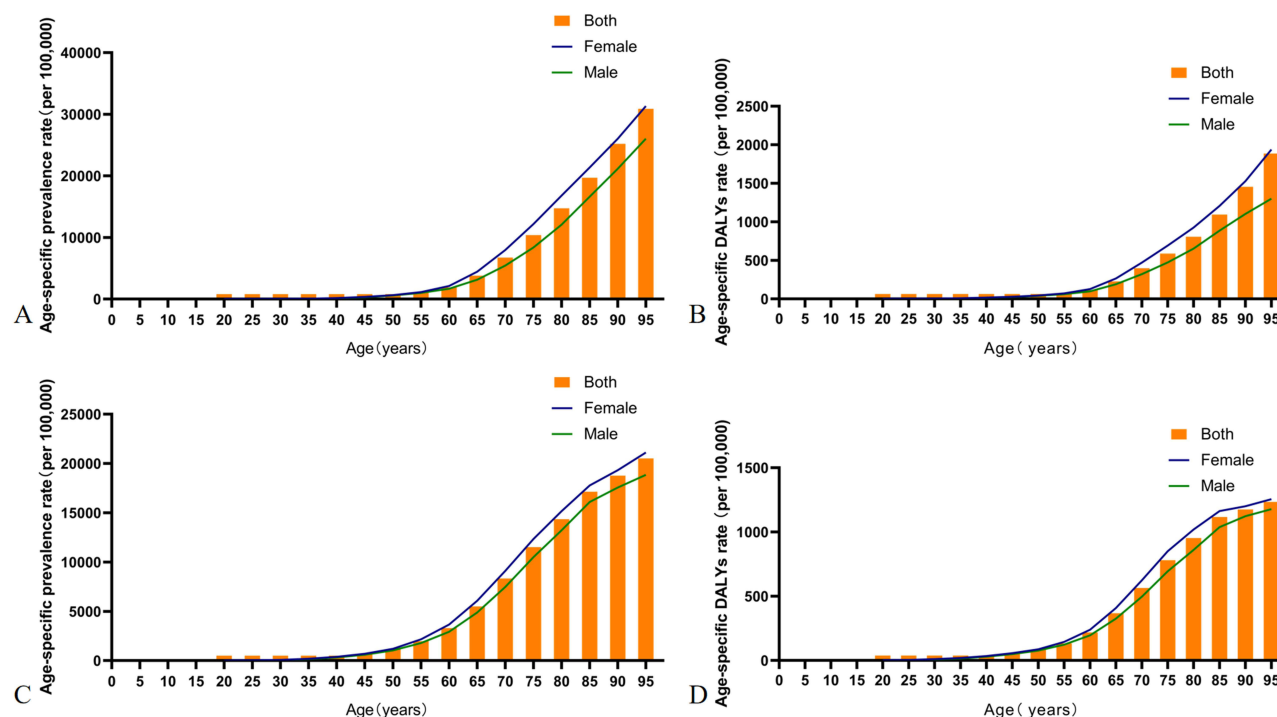 Both
Female
Male
Age-specific prevalence rate(per 100,000)
40000
30000
20000
10000
0
0 5 10 15 20 25 30 35 40 45 50 55 60 65 70 75 80 85 90 95
Age(years)
A
Both
Female
Male
Age-specific DALYs rate(per 100,000)
2500
2000
1500
1000
500
0
0 5 10 15 20 25 30 35 40 45 50 55 60 65 70 75 80 85 90 95
Age( years)
B
Both
Female
Male
Age-specific prevalence rate(per 100,000)
25000
20000
15000
10000
5000
0
0 5 10 15 20 25 30 35 40 45 50 55 60 65 70 75 80 85 90 95
Age(years)
C
Both
Female
Male
Age-specific DALYs rate(per 100,000)
1500
1000
500
0
0 5 10 15 20 25 30 35 40 45 50 55 60 65 70 75 80 85 90 95
Age( years)
D